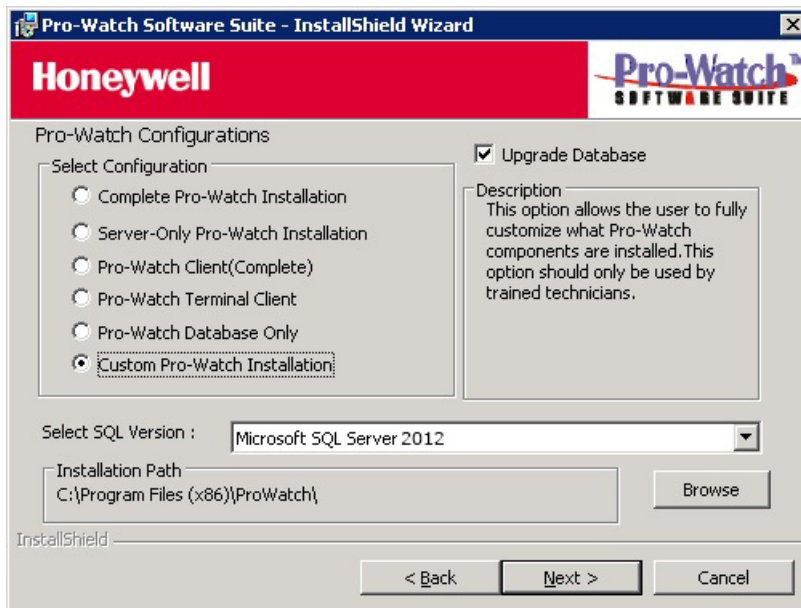 Pro-Watch Software Suite - InstallShield Wizard
Honeywell
Pro-Watch™
SOFTWARE SUITE
Pro-Watch Configurations
Select Configuration
Complete Pro-Watch Installation
Server-Only Pro-Watch Installation
Pro-Watch Client(Complete)
Pro-Watch Terminal Client
Pro-Watch Database Only
Custom Pro-Watch Installation
Upgrade Database
Description
This option allows the user to fully
customize what Pro-Watch
components are installed.This
option should only be used by
trained technicians.
Select SQL Version :
Microsoft SQL Server 2012
Installation Path
C:\Program Files (x86)\ProWatch\
Browse
InstallShield
< Back
Next >
Cancel